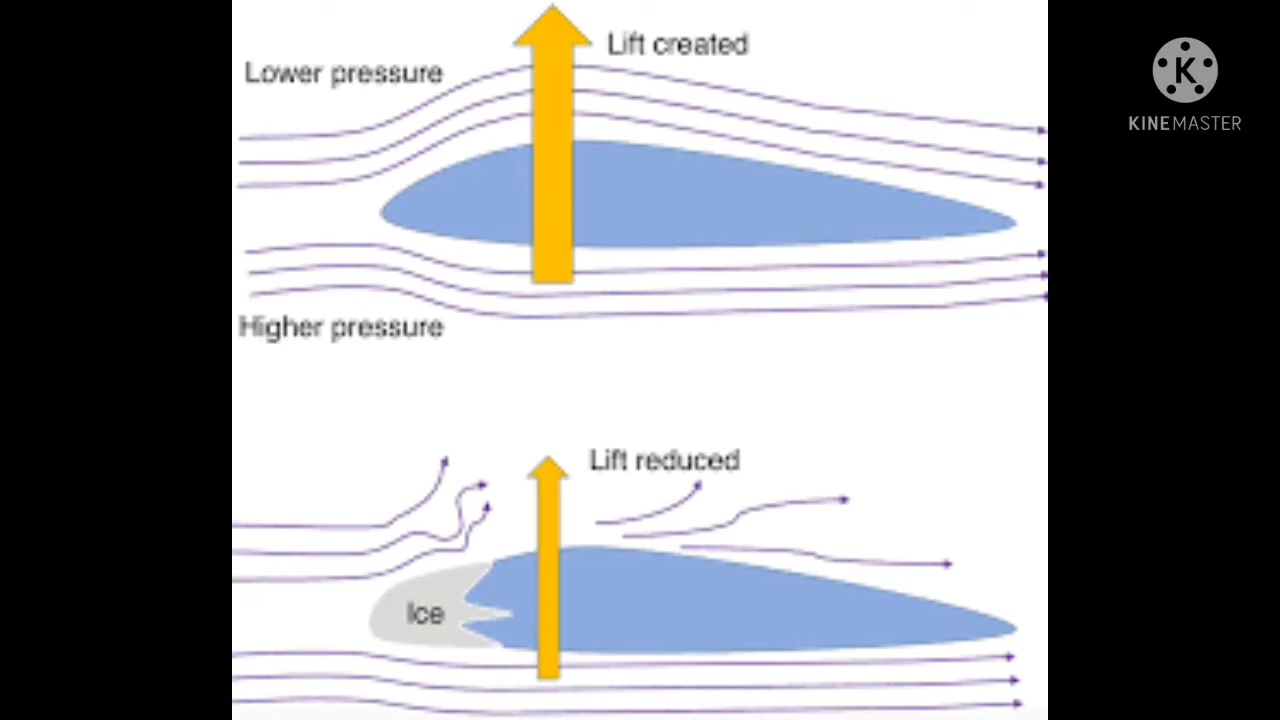 Lift created
Lower pressure
K
KINEMASTER
Higher pressure
Lift reduced
Ice